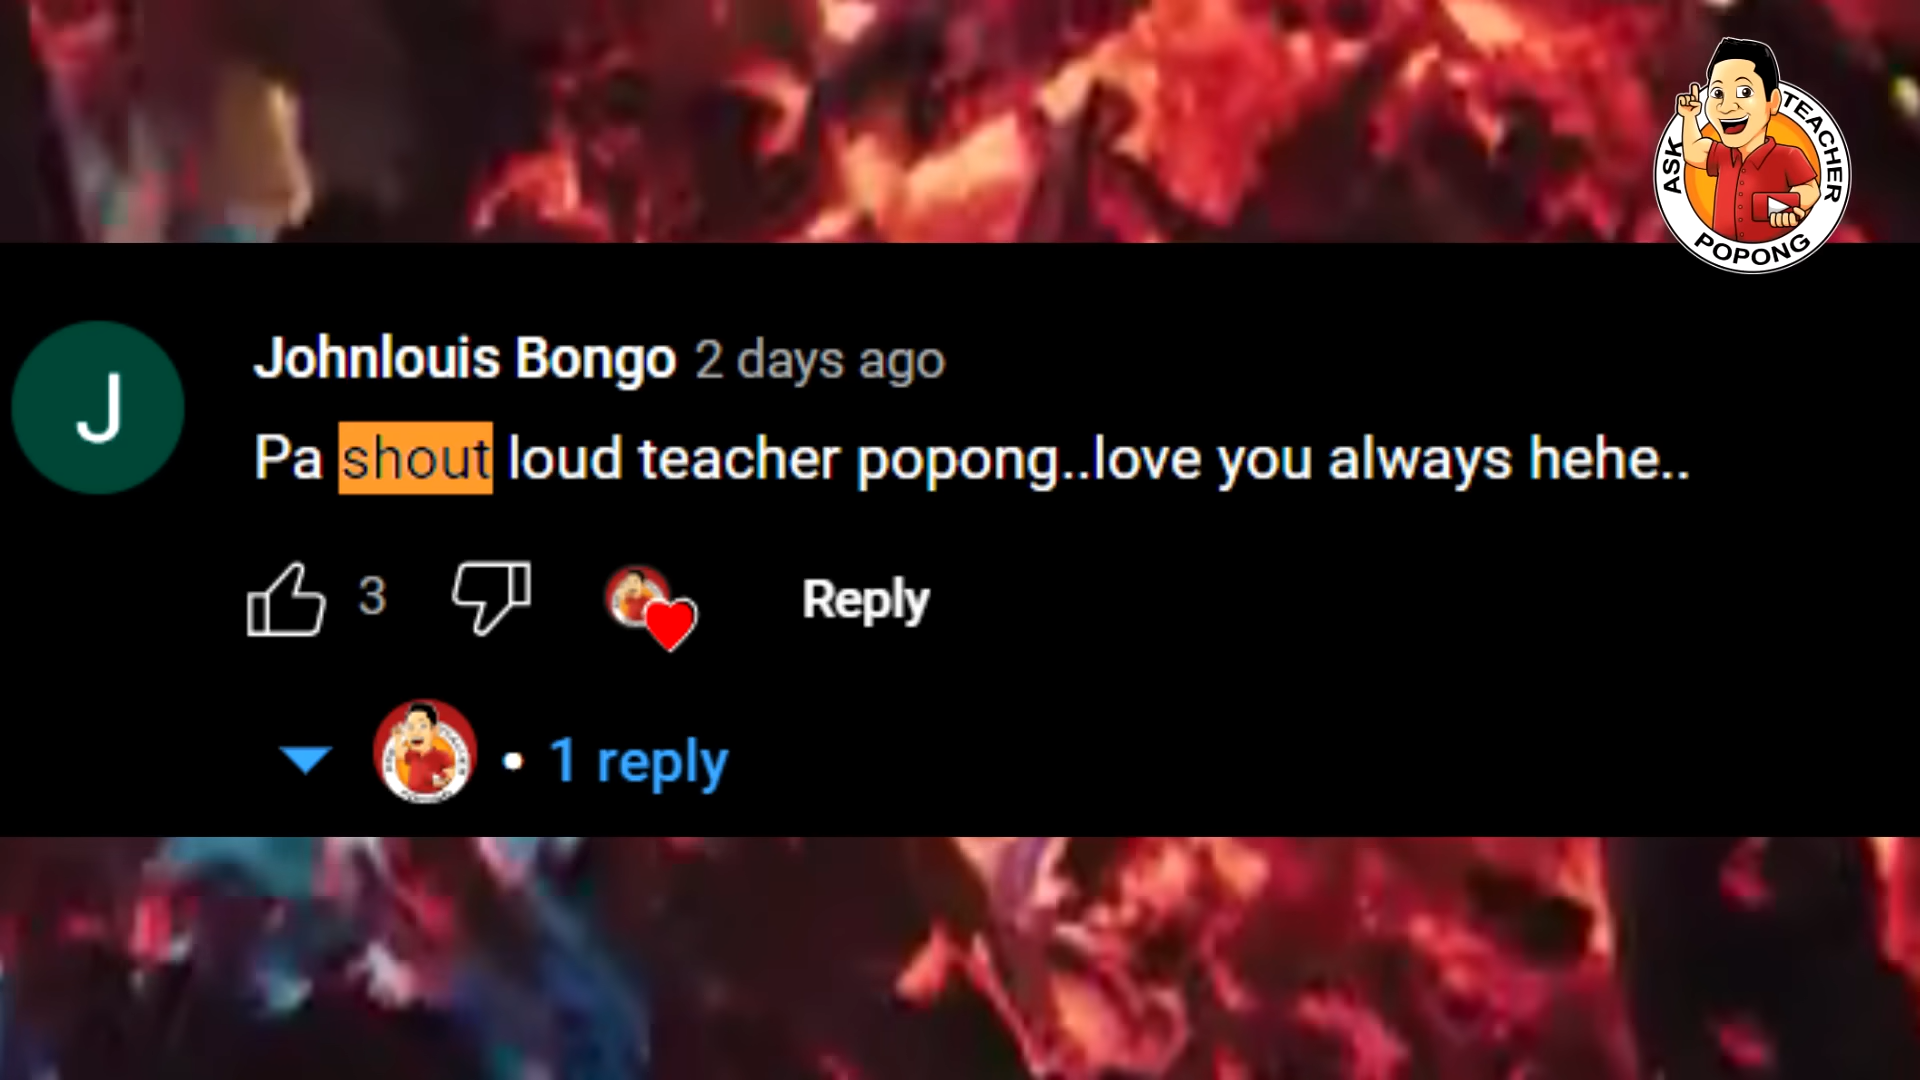 ASK TEACHER POPONG
J
Johnlouis Bongo 2 days ago
Pa shout loud teacher popong..love you always hehe..
3 Reply
1 reply